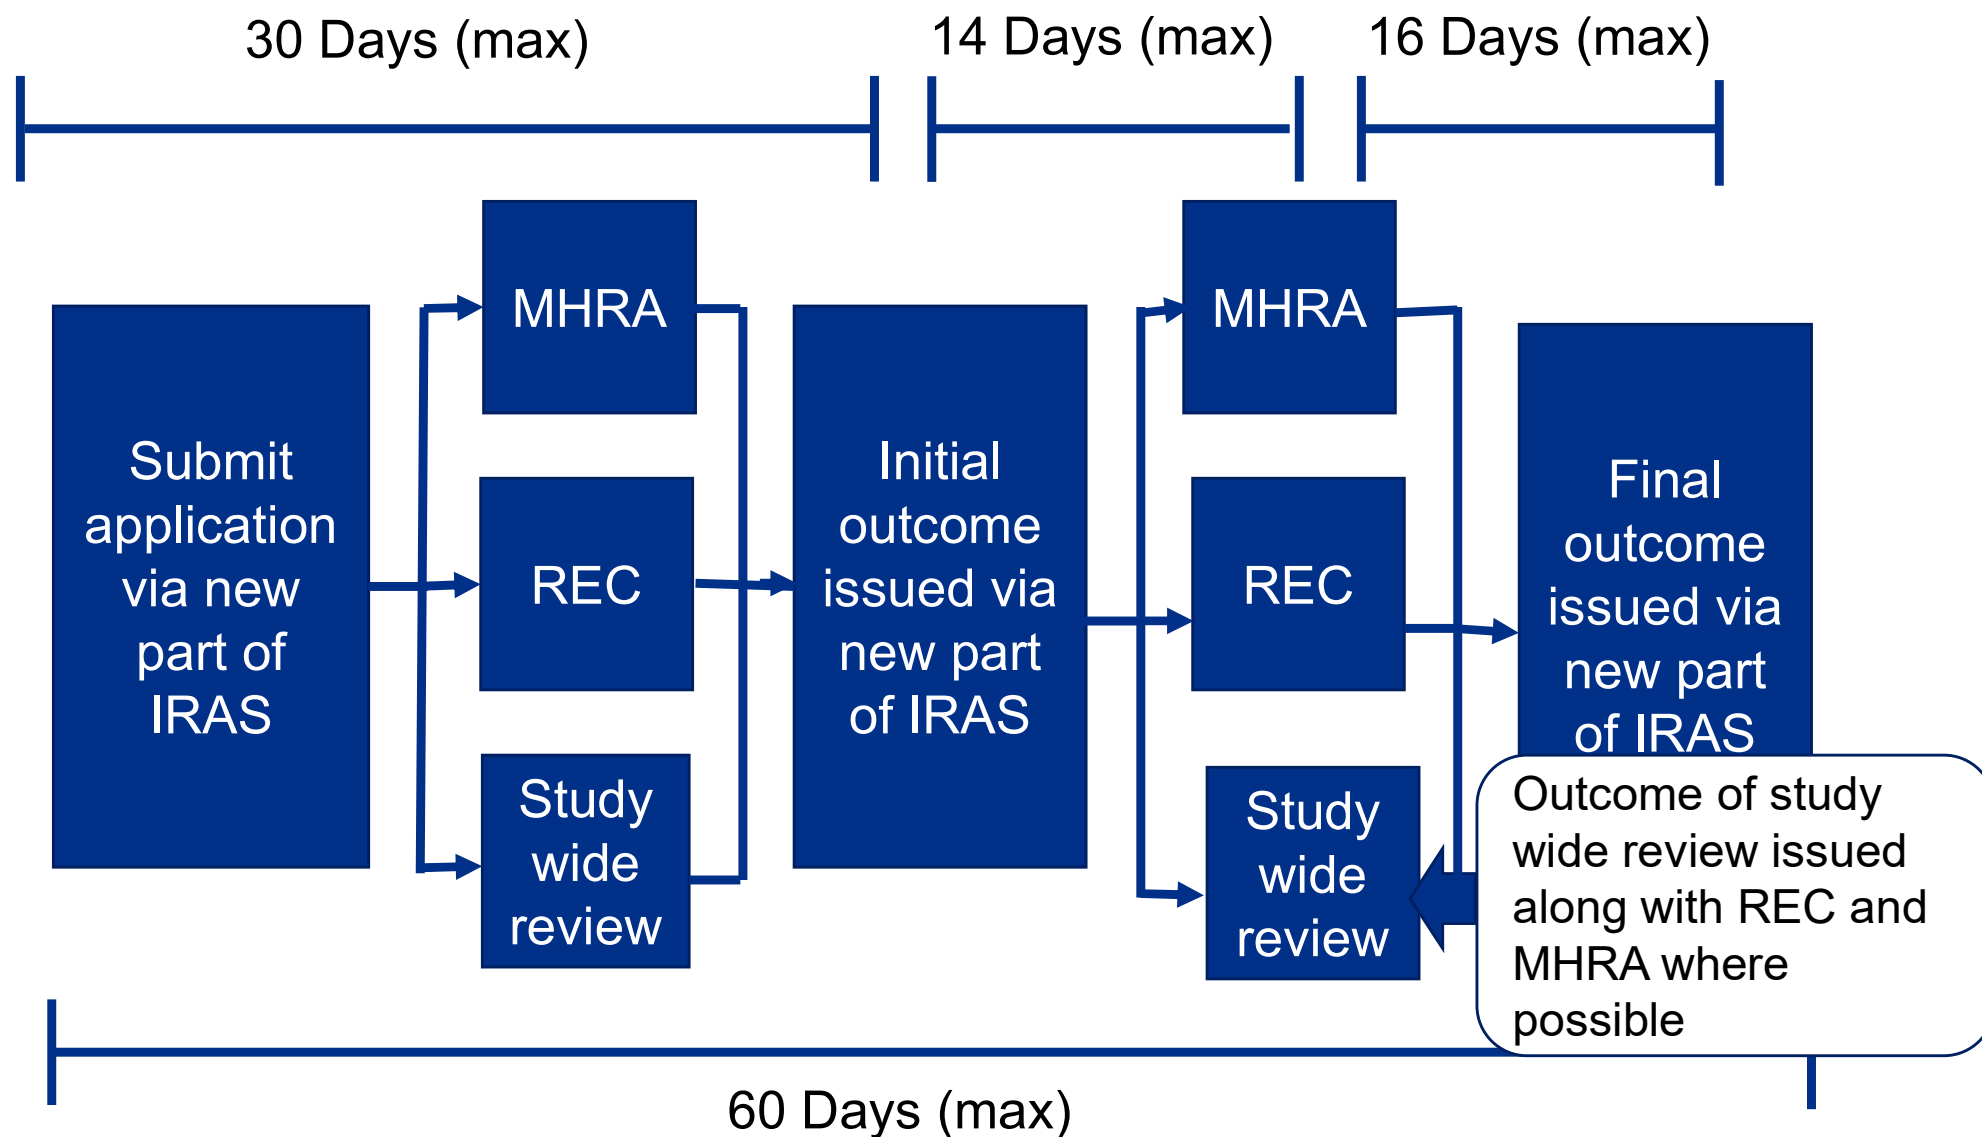 30 Days (max)
14 Days (max)
16 Days (max)
Submit
application
via new
part of
IRAS
MHRA
REC
Study
wide
review
Initial
outcome
issued via
new part
of IRAS
MHRA
REC
Study
wide
review
Final
outcome
issued via
new part
of IRAS
Outcome of study
wide review issued
along with REC and
MHRA where
possible
60 Days (max)